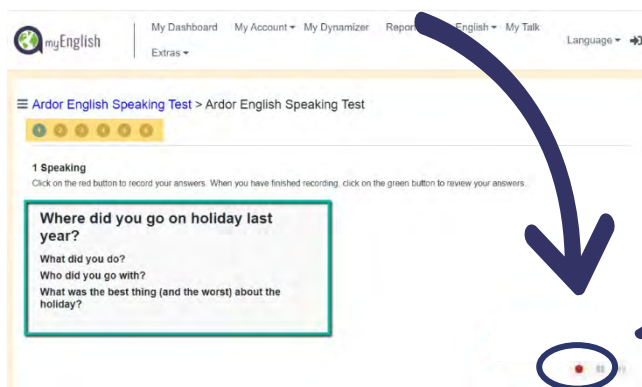 myEnglish
My Dashboard My Account My Dynamizer Repor English My Talk
Extras
Language
Ardor English Speaking Test > Ardor English Speaking Test
1
1 Speaking
Click on the red button to record your answers. When you have finished recording, click on the green button to review your answers.
Where did you go on holiday last
year?
What did you do?
Who did you go with?
What was the best thing (and the worst) about the
holiday?